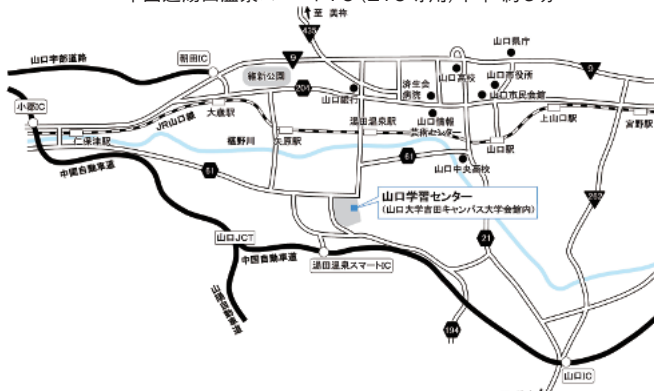 至 美祢
435
山口宇部道路
朝田IC
9
維新公園
204
山口銀行
済生会
病院
山口高校
山口県庁
山口市役所
山口市民会館
9
小郡IC
大歳駅
JR山口線
仁保津駅
椹野川
矢原駅
湯田温泉駅
山口情報
芸術センター
山口駅
上山口駅
宮野駅
中国自動車道
61
61
山口中央高校
262
山口学習センター
(山口大学吉田キャンパス大学会館内)
山口JCT
中国自動車道
湯田温泉スマートIC
21
山陽自動車道
194
山口IC